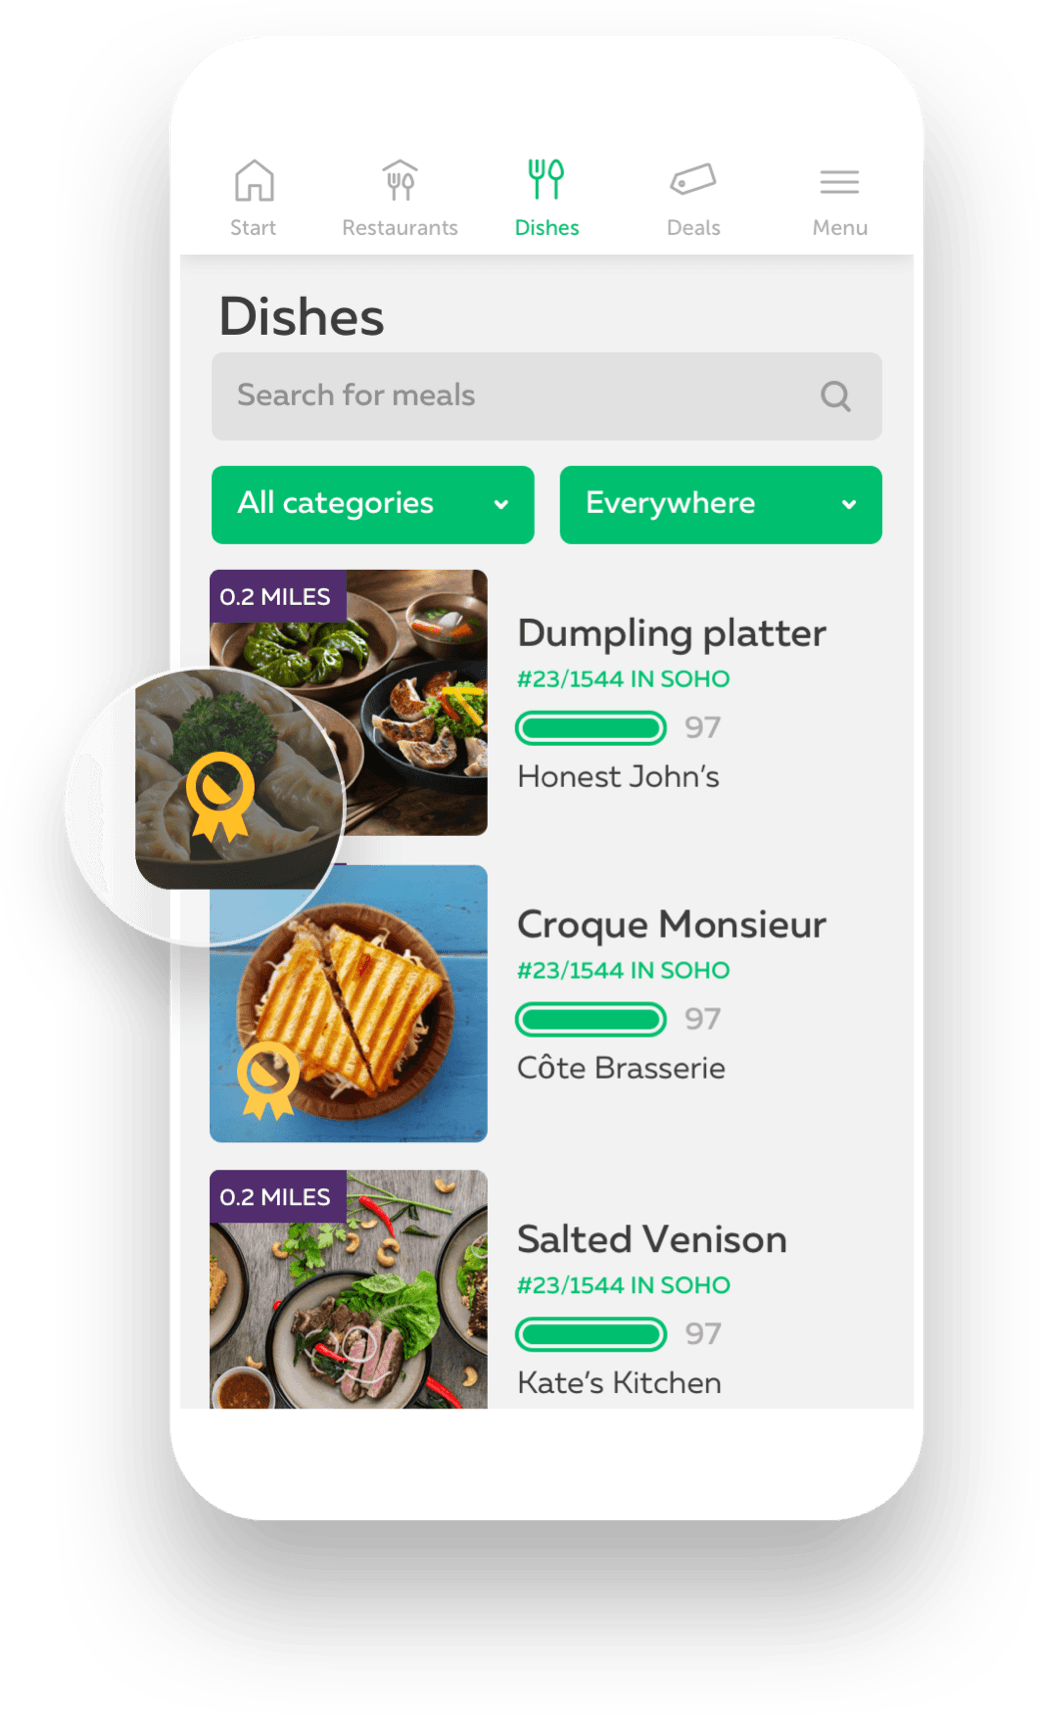 Start
Restaurants
Dishes
Deals
Menu
Dishes
Search for meals
All categories
Everywhere
0.2 MILES
Dumpling platter
#23/1544 IN SOHO
97
Honest John's
Croque Monsieur
#23/1544 IN SOHO
97
Côte Brasserie
0.2 MILES
Salted Venison
#23/1544 IN SOHO
97
Kate's Kitchen